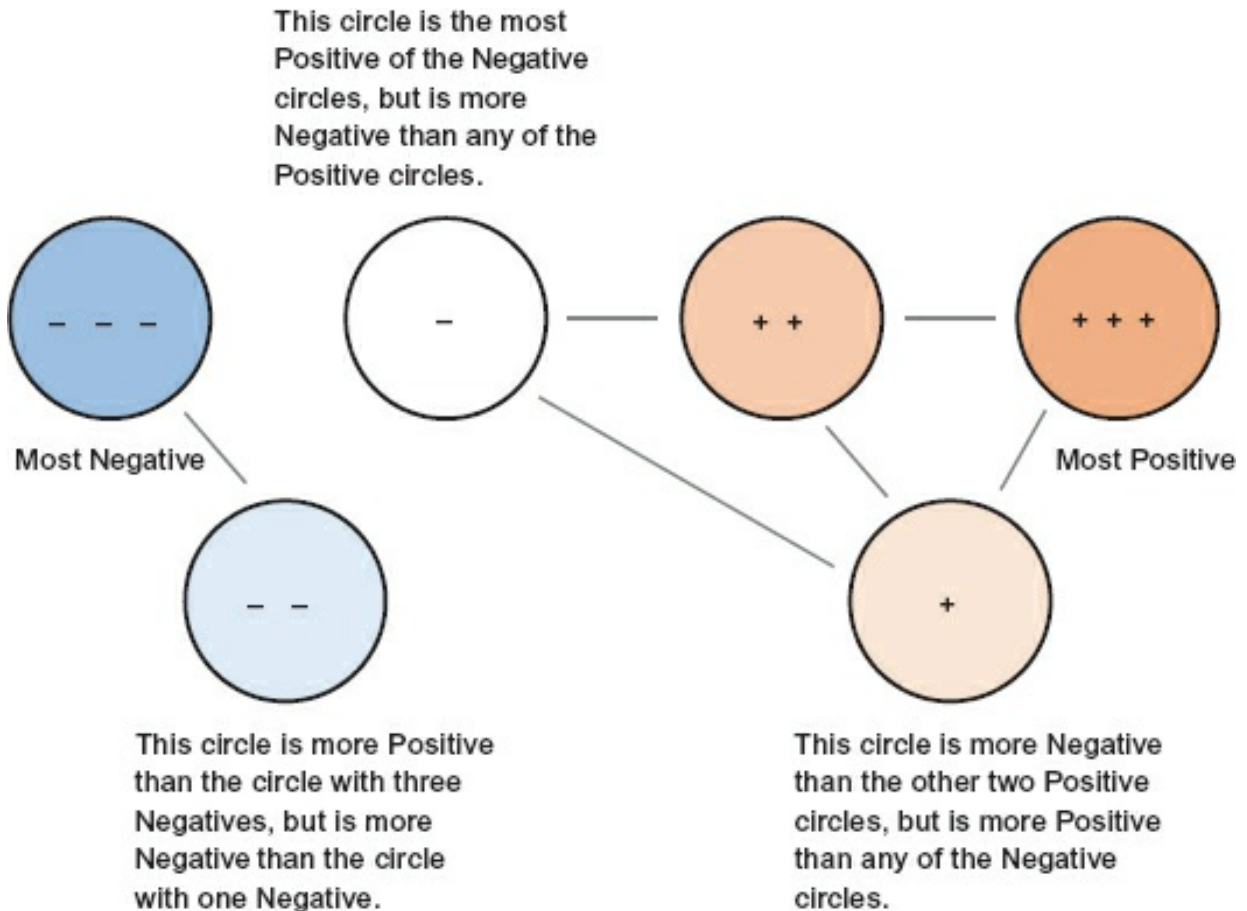 This circle is the most
Positive of the Negative
circles, but is more
Negative than any of the
Positive circles.
– – –
–
+ +
+ + +
Most Negative
Most Positive
– –
+
This circle is more Positive
than the circle with three
Negatives, but is more
Negative than the circle
with one Negative.
This circle is more Negative
than the other two Positive
circles, but is more Positive
than any of the Negative
circles.